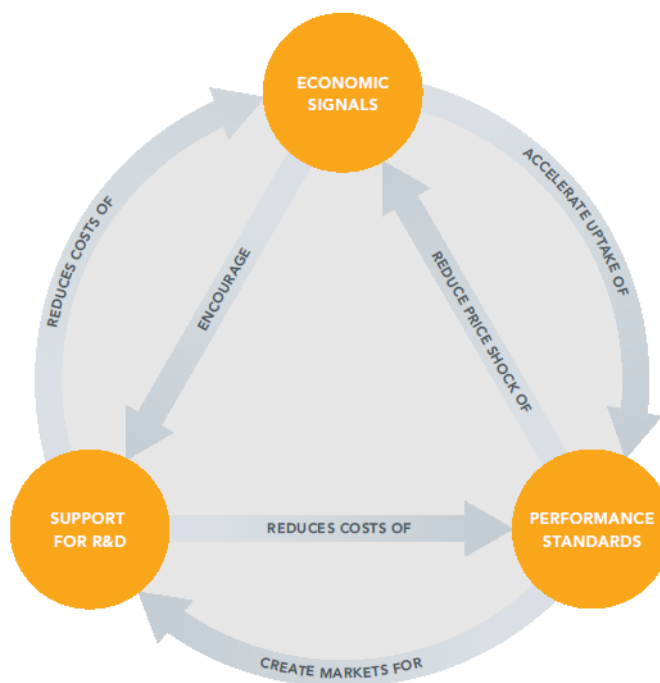 ECONOMIC
SIGNALS
REDUCES COSTS OF
ACCELERATE UPTAKE OF
ENCOURAGE
REDUCE PRICE SHOCK OF
SUPPORT
FOR R&D
REDUCES COSTS OF
PERFORMANCE
STANDARDS
CREATE MARKETS FOR